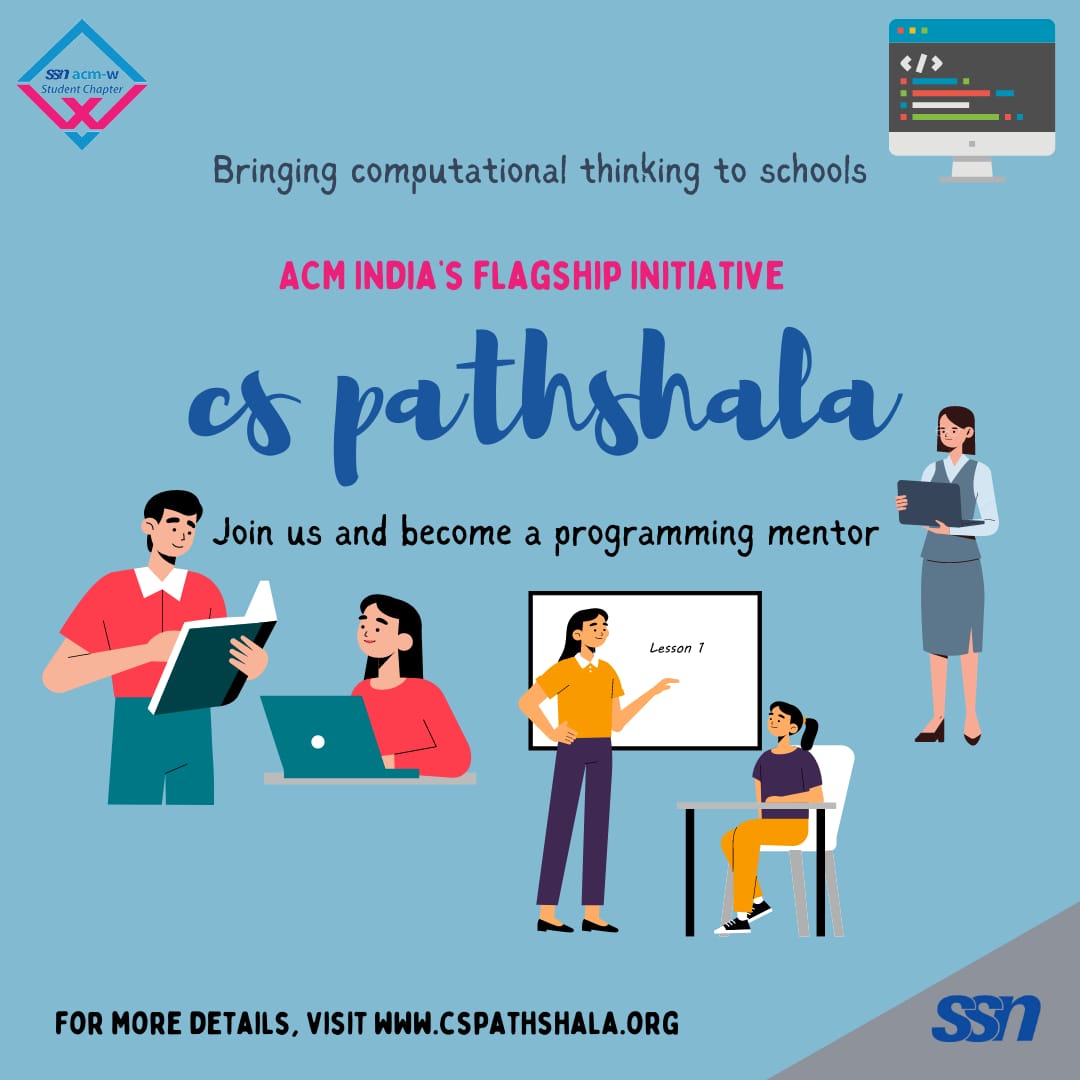 ssn acm-w
Student Chapter
</>
Bringing computational thinking to schools
ACM INDIA'S FLAGSHIP INITIATIVE
cs pathshala
Join us and become a programming mentor
Lesson 1
FOR MORE DETAILS, VISIT WWW.CSPATHSHALA.ORG
ssn